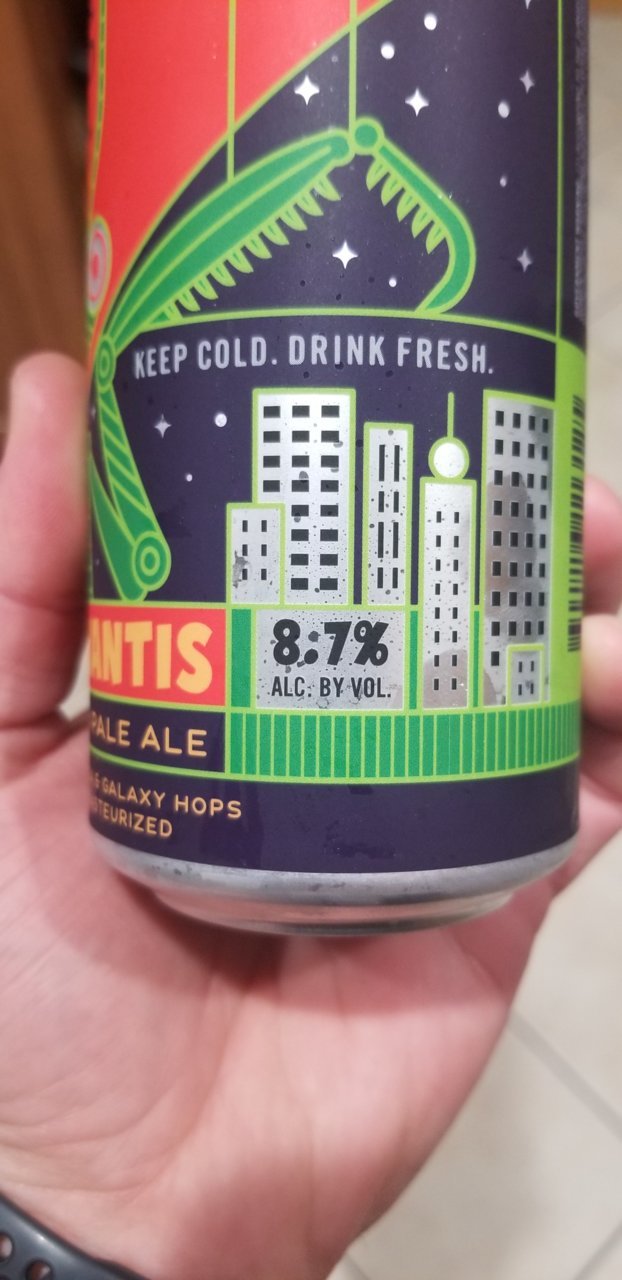 KEEP COLD. DRINK FRESH.
ANTIS
8.7%
ALC. BY VOL.
PALE ALE
GALAXY HOPS
TEURIZED